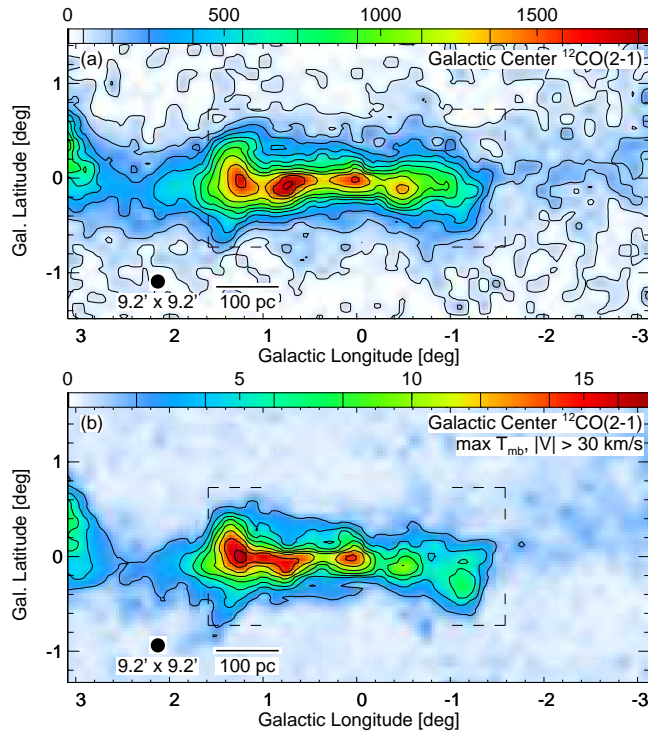 0 500 1000 1500
(a) Galactic Center ¹²CO(2-1)
1
0
-1
Gal. Latitude [deg]
9.2' x 9.2' 100 pc
3 2 1 0 -1 -2 -3
Galactic Longitude [deg]
0 5 10 15
(b) Galactic Center ¹²CO(2-1)
max Tₘb, |V| > 30 km/s
1
0
-1
Gal. Latitude [deg]
9.2' x 9.2' 100 pc
3 2 1 0 -1 -2 -3
Galactic Longitude [deg]